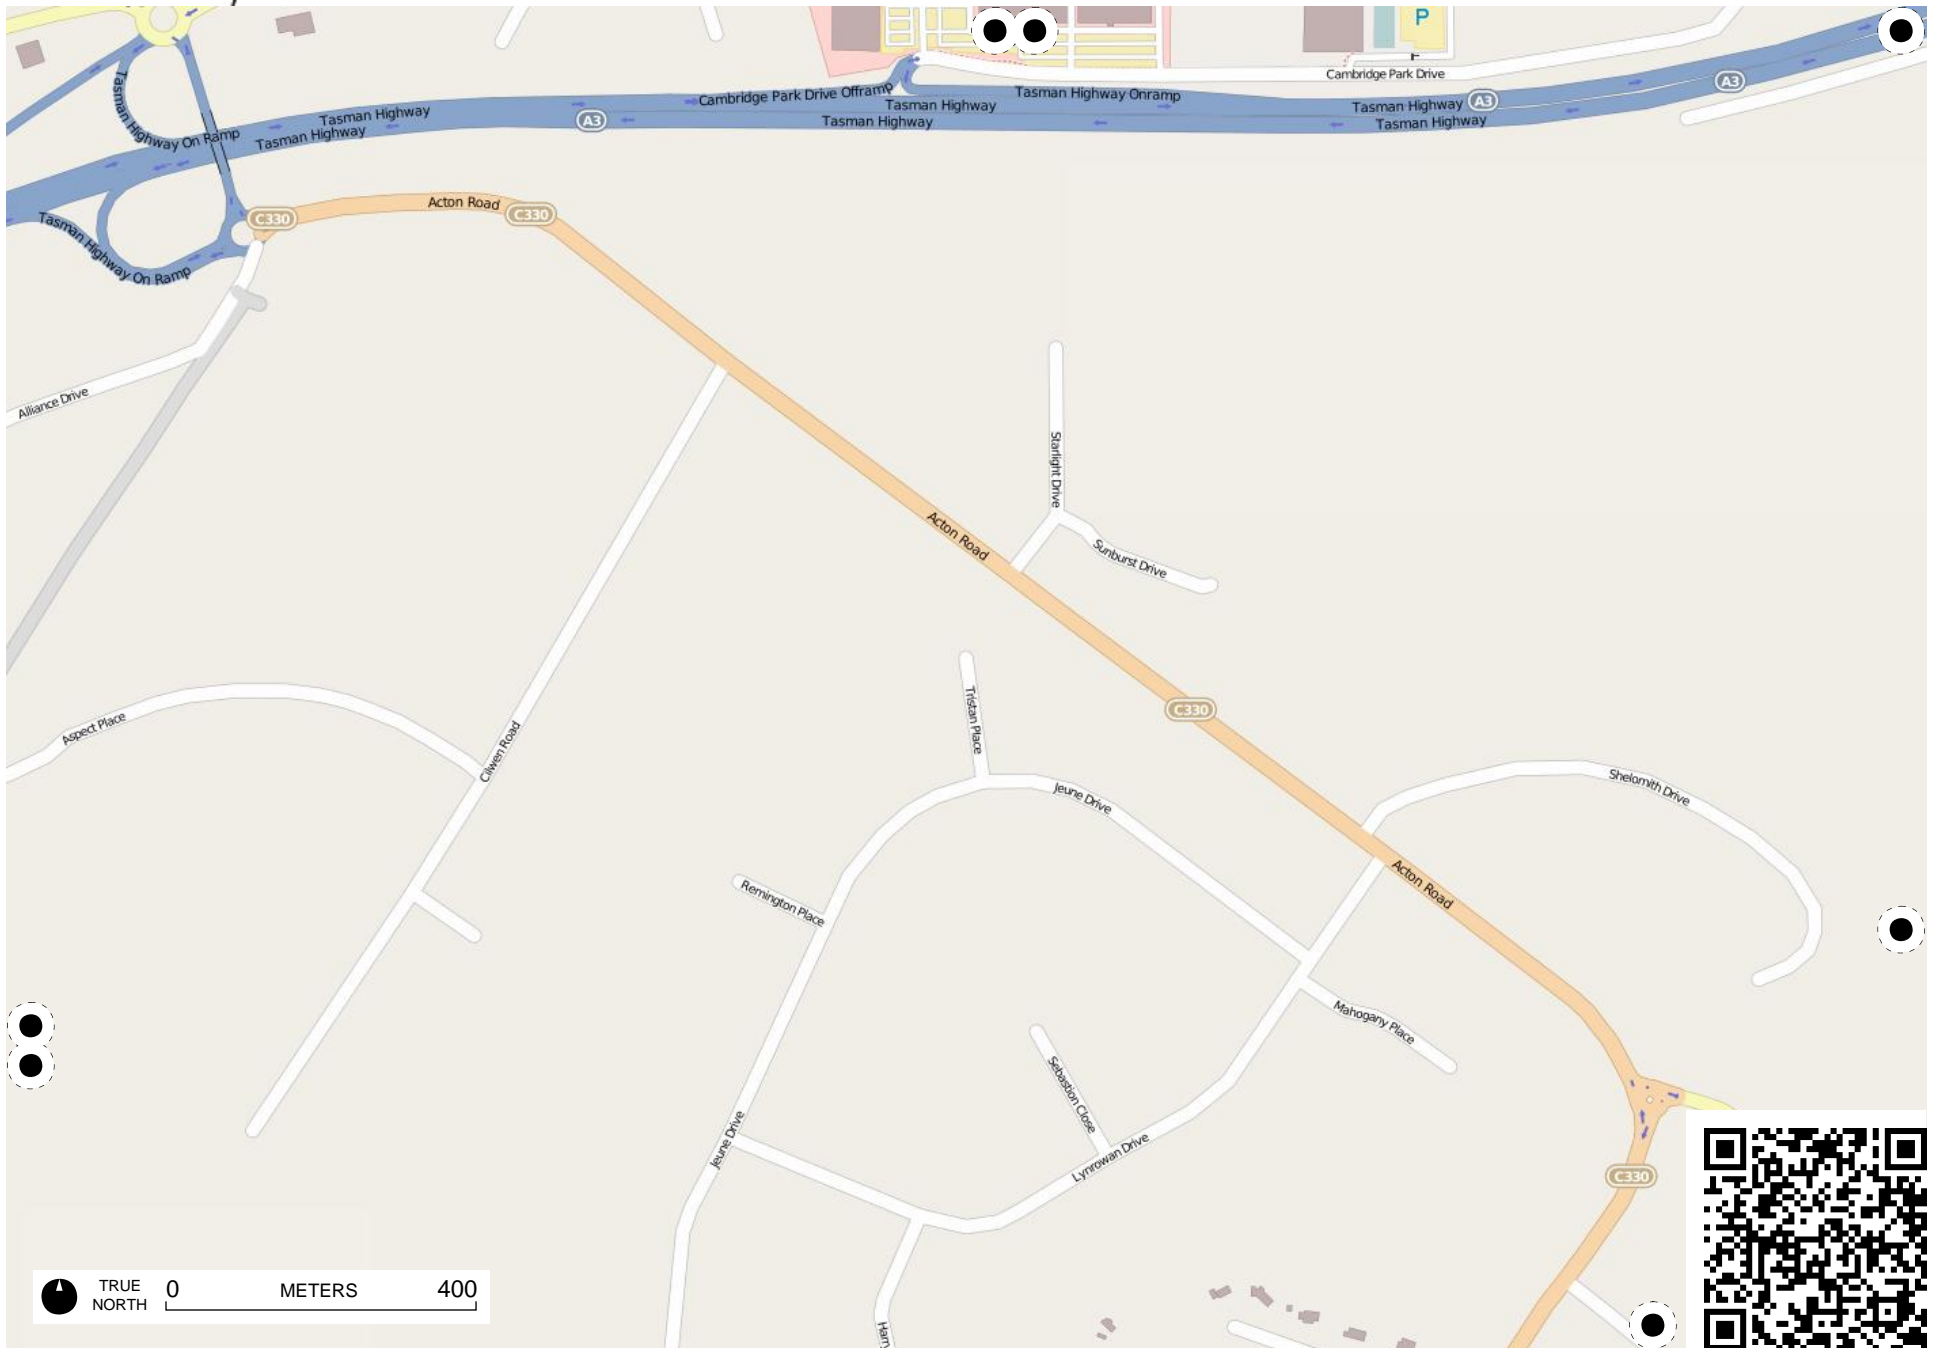 P
Cambridge Park Drive
A3
Cambridge Park Drive Offramp
Tasman Highway Onramp
Tasman Highway
Tasman Highway
A3
Tasman Highway
Tasman Highway
A3
Tasman Highway
Tasman Highway
Tasman Highway On Ramp
Tasman Highway
C330
Acton Road
C330
Tasman Highway On Ramp
Alliance Drive
Starlight Drive
Acton Road
Sunburst Drive
C330
Tristan Place
Aspect Place
Cilwen Road
Jeune Drive
Shelomith Drive
Acton Road
Remington Place
Mahogany Place
Sebastion Close
Jeune Drive
Lynrowan Drive
C330
TRUE
NORTH
0 METERS 400